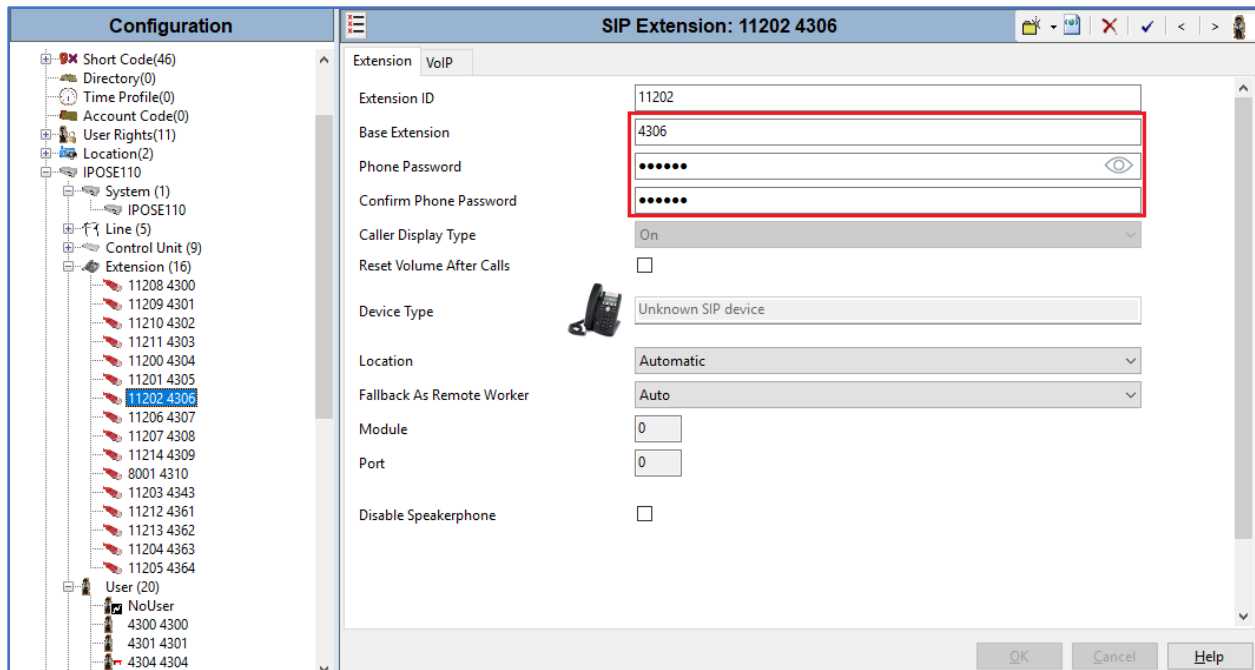 Configuration
Short Code(46)
Directory(0)
Time Profile(0)
Account Code(0)
User Rights(11)
Location(2)
IPOSE110
System (1)
IPOSE110
Line (5)
Control Unit (9)
Extension (16)
11208 4300
11209 4301
11210 4302
11211 4303
11200 4304
11201 4305
11202 4306
11206 4307
11207 4308
11214 4309
8001 4310
11203 4343
11212 4361
11213 4362
11204 4363
11205 4364
User (20)
NoUser
4300 4300
4301 4301
4304 4304
SIP Extension: 11202 4306
Extension VoIP
Extension ID 11202
Base Extension 4306
Phone Password ••••••
Confirm Phone Password ••••••
Caller Display Type On
Reset Volume After Calls
Device Type Unknown SIP device
Location Automatic
Fallback As Remote Worker Auto
Module 0
Port 0
Disable Speakerphone
OK Cancel Help